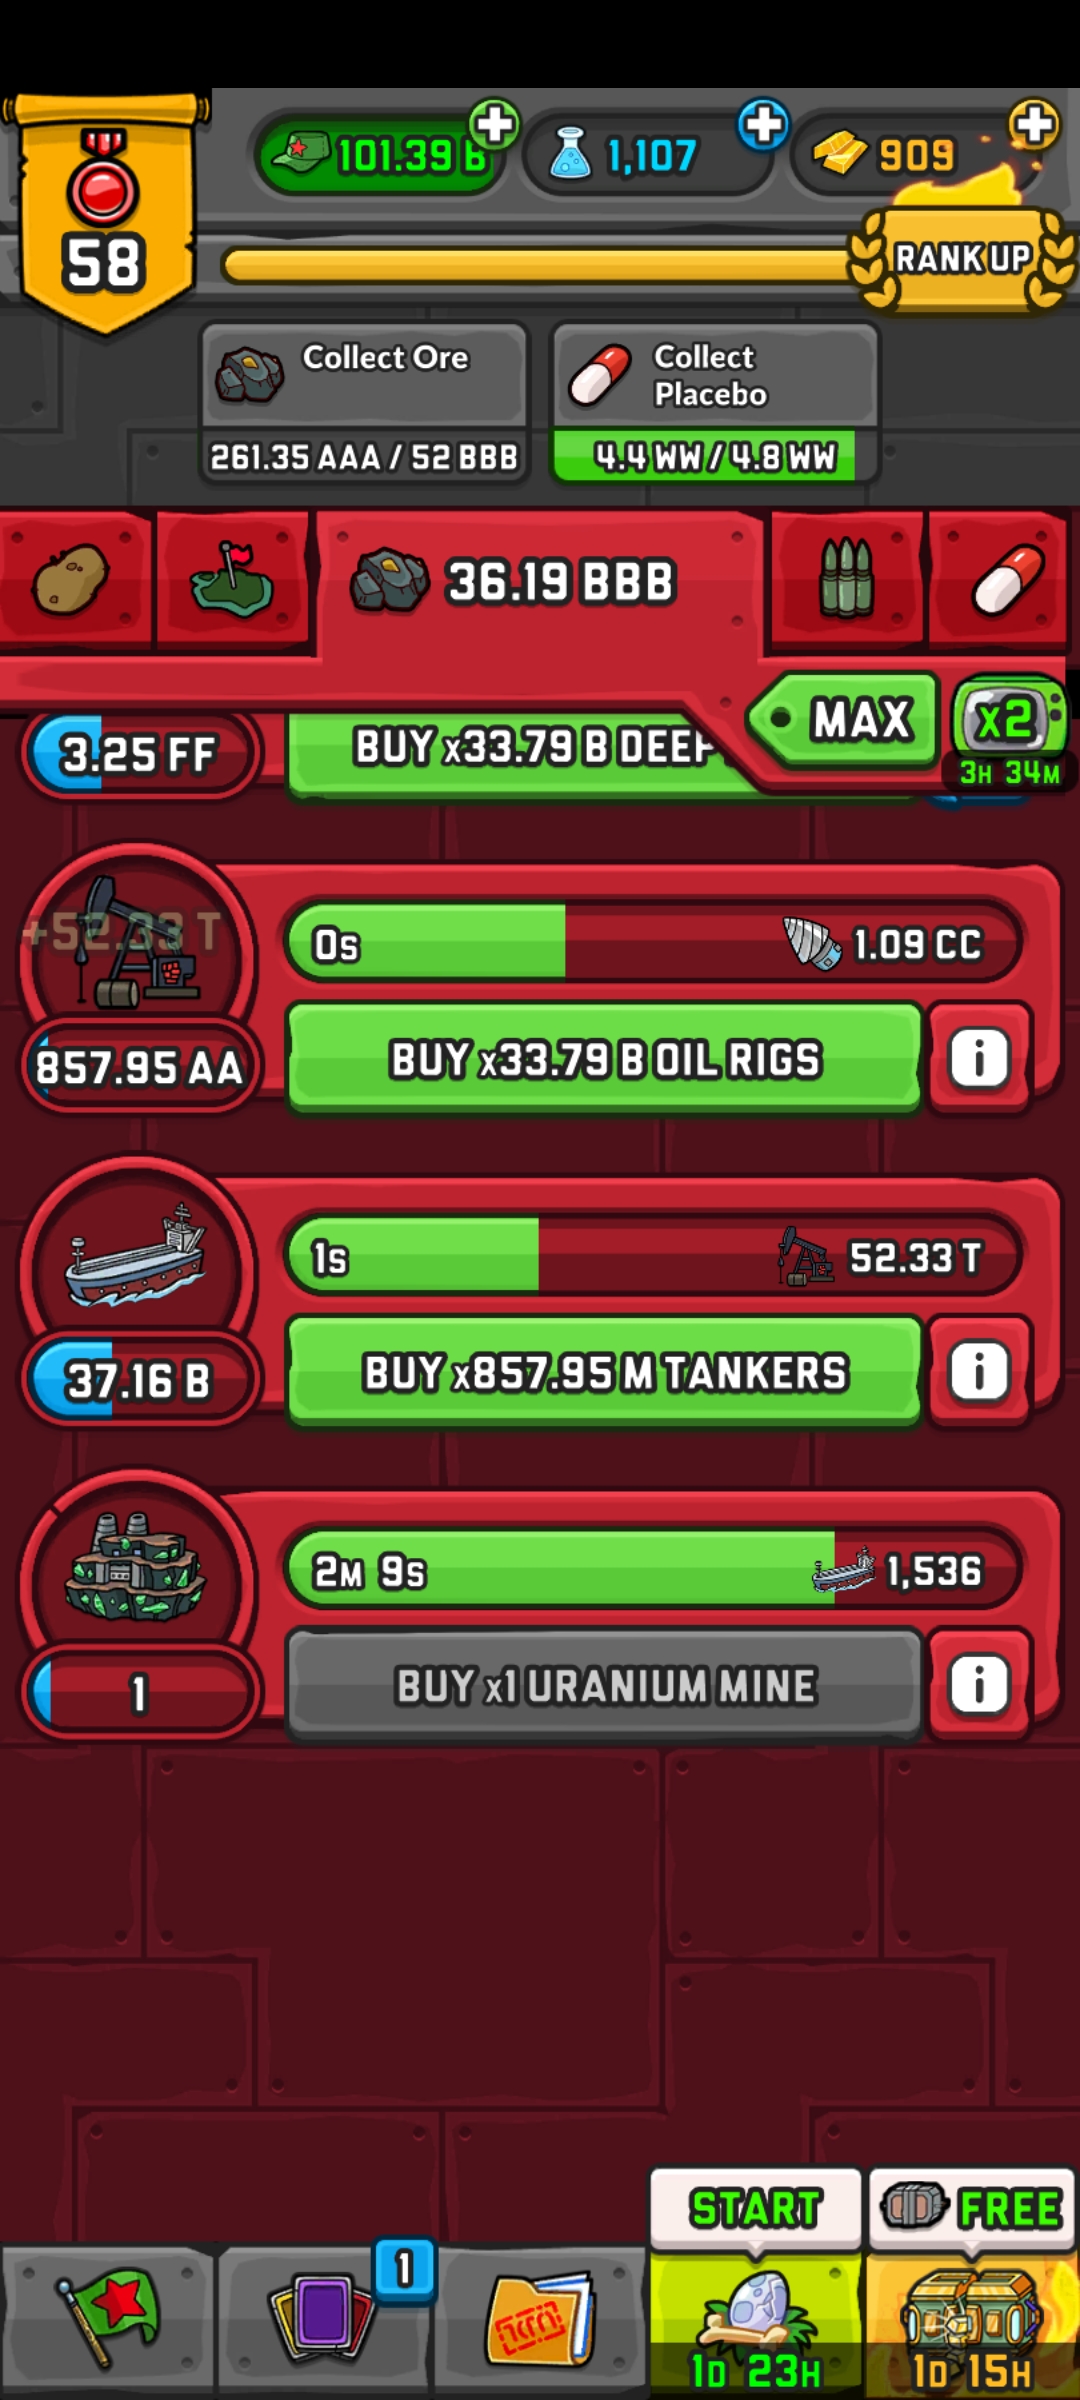 101.39 B
1,107
909
58
RANK UP
Collect Ore
261.35 AAA / 52 BBB
Collect
Placebo
4.4 WW / 4.8 WW
36.19 BBB
MAX
x2
3H 34M
3.25 FF
BUY x33.79 B DEEP
+52.33 T
0s
1.09 CC
857.95 AA
BUY x33.79 B OIL RIGS
i
1s
52.33 T
37.16 B
BUY x857.95 M TANKERS
i
2M 9s
1,536
1
BUY x1 URANIUM MINE
i
START
FREE
1
1D 23H
1D 15H